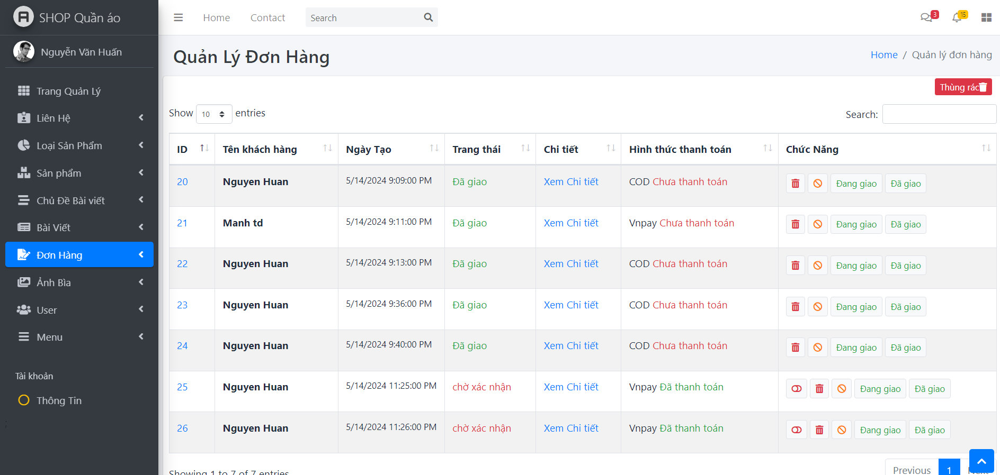 SHOP Quần áo
Home Contact Search 3 15
Nguyễn Văn Huấn
Quản Lý Đơn Hàng
Home / Quản lý đơn hàng
Trang Quản Lý
Liên Hệ
Loại Sản Phẩm
Sản phẩm
Chủ Đề Bài viết
Bài Viết
Đơn Hàng
Ảnh Bìa
User
Menu
Tài khoản
Thông Tin
;
Thùng rác
Show 10 entries
Search:
ID Tên khách hàng Ngày Tạo Trang thái Chi tiết Hình thức thanh toán Chức Năng
20 Nguyen Huan 5/14/2024 9:09:00 PM Đã giao Xem Chi tiết COD Chưa thanh toán Đang giao Đã giao
21 Manh td 5/14/2024 9:11:00 PM Đã giao Xem Chi tiết Vnpay Chưa thanh toán Đang giao Đã giao
22 Nguyen Huan 5/14/2024 9:13:00 PM Đã giao Xem Chi tiết COD Chưa thanh toán Đang giao Đã giao
23 Nguyen Huan 5/14/2024 9:36:00 PM Đã giao Xem Chi tiết COD Chưa thanh toán Đang giao Đã giao
24 Nguyen Huan 5/14/2024 9:40:00 PM Đã giao Xem Chi tiết COD Chưa thanh toán Đang giao Đã giao
25 Nguyen Huan 5/14/2024 11:25:00 PM chờ xác nhận Xem Chi tiết Vnpay Đã thanh toán Đang giao Đã giao
26 Nguyen Huan 5/14/2024 11:26:00 PM chờ xác nhận Xem Chi tiết Vnpay Đã thanh toán Đang giao Đã giao
Showing 1 to 7 of 7 entries
Previous 1 Next